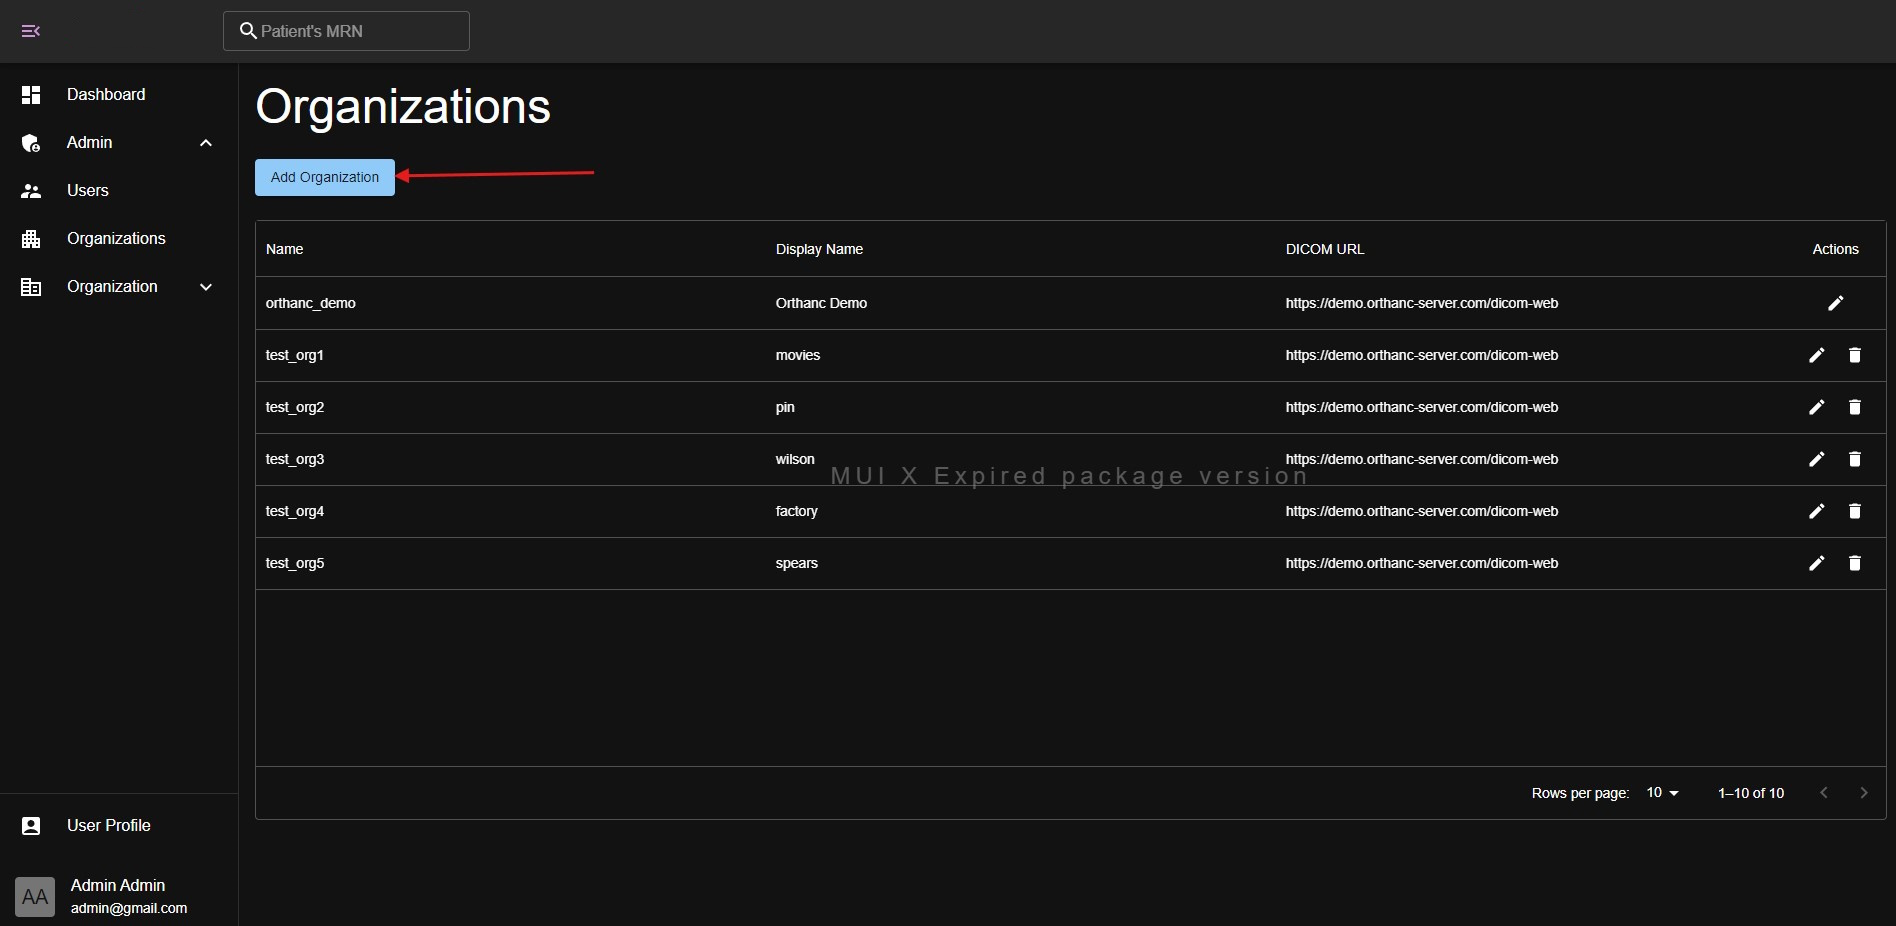 Patient's MRN
Dashboard
Admin
Users
Organizations
Organization
User Profile
AA
Admin Admin
admin@gmail.com
Organizations
Add Organization
Name Display Name DICOM URL Actions
orthanc_demo Orthanc Demo https://demo.orthanc-server.com/dicom-web
test_org1 movies https://demo.orthanc-server.com/dicom-web
test_org2 pin https://demo.orthanc-server.com/dicom-web
test_org3 wilson https://demo.orthanc-server.com/dicom-web
MUI X Expired package version
test_org4 factory https://demo.orthanc-server.com/dicom-web
test_org5 spears https://demo.orthanc-server.com/dicom-web
Rows per page: 10 1–10 of 10